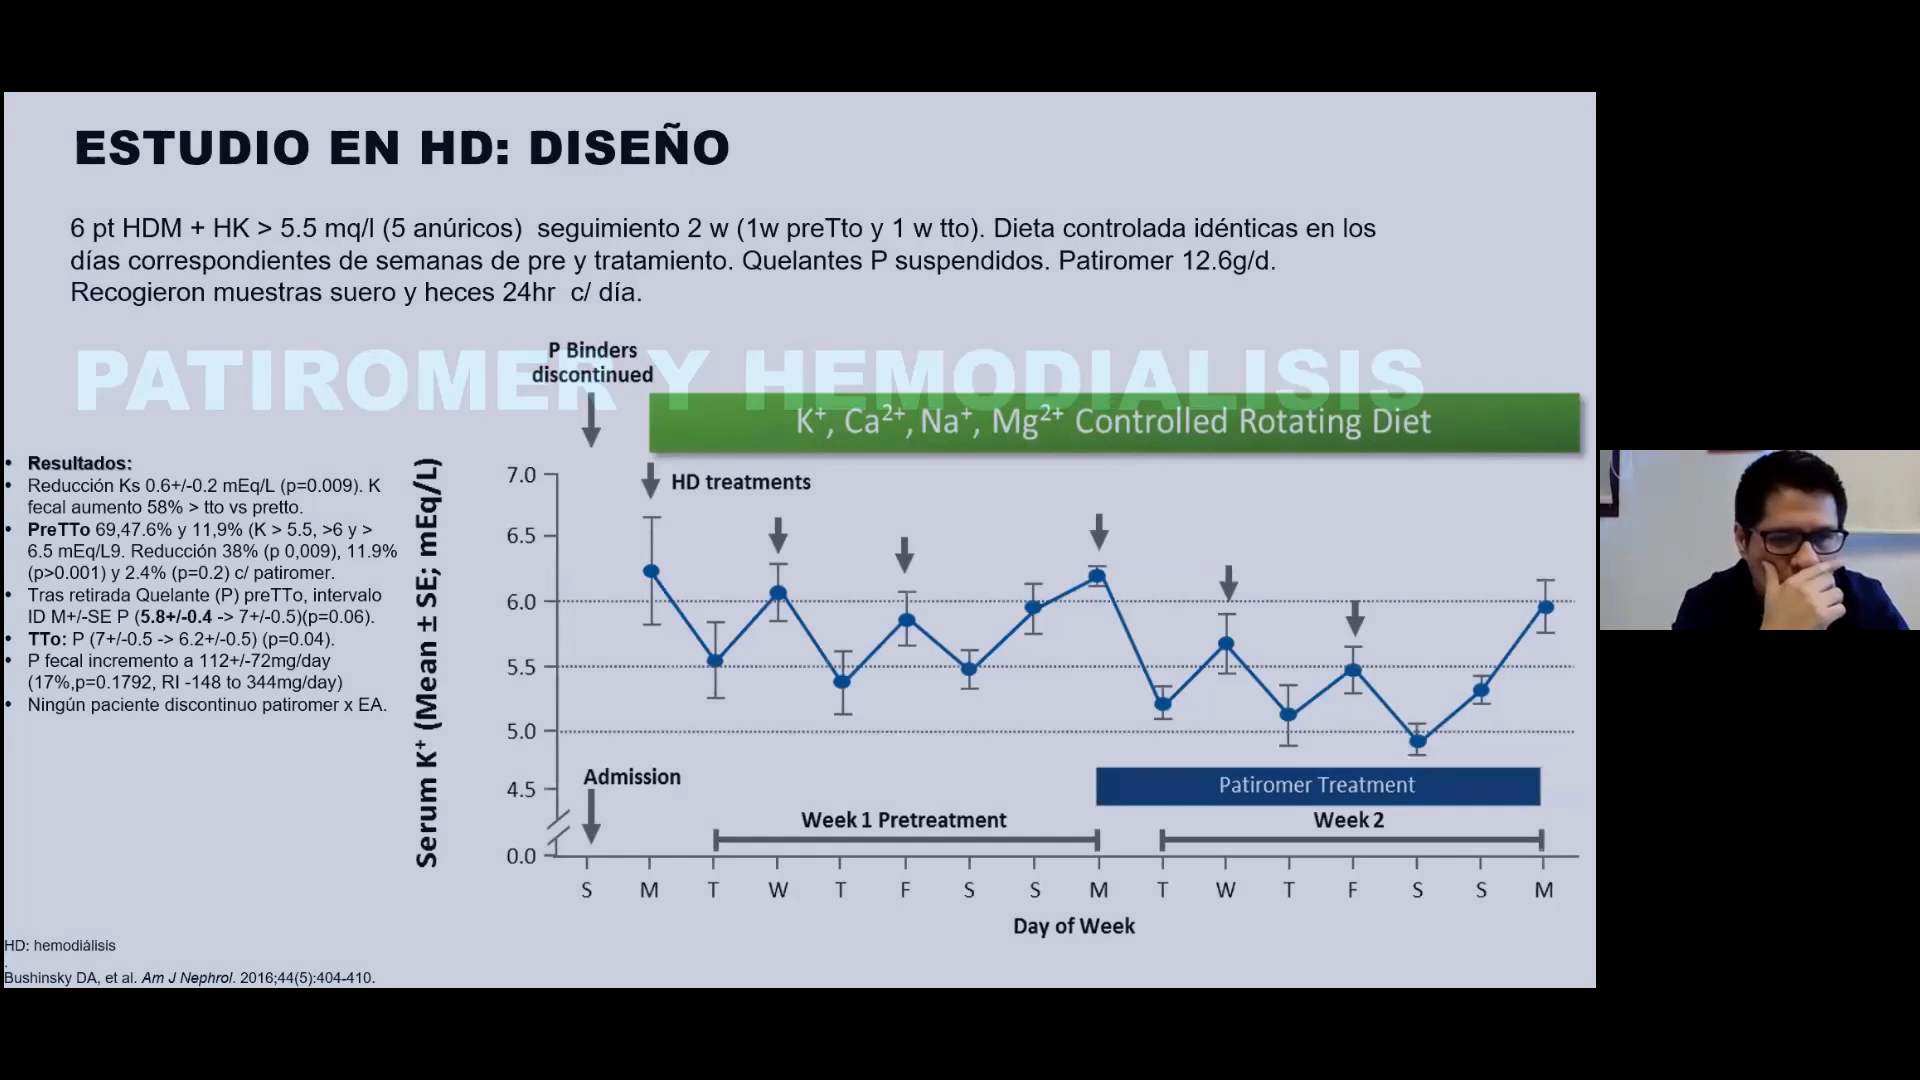 ESTUDIO EN HD: DISEÑO
6 pt HDM + HK > 5.5 mq/l (5 anúricos)  seguimiento 2 w (1w preTto y 1 w tto). Dieta controlada idénticas en los
días correspondientes de semanas de pre y tratamiento. Quelantes P suspendidos. Patiromer 12.6g/d.
Recogieron muestras suero y heces 24hr  c/ día.
PATIROMER Y HEMODIALISIS
P Binders
discontinued
K⁺, Ca²⁺, Na⁺, Mg²⁺ Controlled Rotating Diet
• Resultados:
• Reducción Ks 0.6+/-0.2 mEq/L (p=0.009). K
fecal aumento 58% > tto vs pretto.
• PreTTo 69,47.6% y 11,9% (K > 5.5, >6 y >
6.5 mEq/L9. Reducción 38% (p 0,009), 11.9%
(p>0.001) y 2.4% (p=0.2) c/ patiromer.
• Tras retirada Quelante (P) preTTo, intervalo
ID M+/-SE P (5.8+/-0.4 -> 7+/-0.5)(p=0.06).
• TTo: P (7+/-0.5 -> 6.2+/-0.5) (p=0.04).
• P fecal incremento a 112+/-72mg/day
(17%,p=0.1792, RI -148 to 344mg/day)
• Ningún paciente discontinuo patiromer x EA.
Serum K⁺ (Mean ± SE; mEq/L)
7.0
6.5
6.0
5.5
5.0
4.5
0.0
HD treatments
Admission
Patiromer Treatment
Week 1 Pretreatment
Week 2
S M T W T F S S M T W T F S S M
Day of Week
HD: hemodiálisis
.
Bushinsky DA, et al. Am J Nephrol. 2016;44(5):404-410.